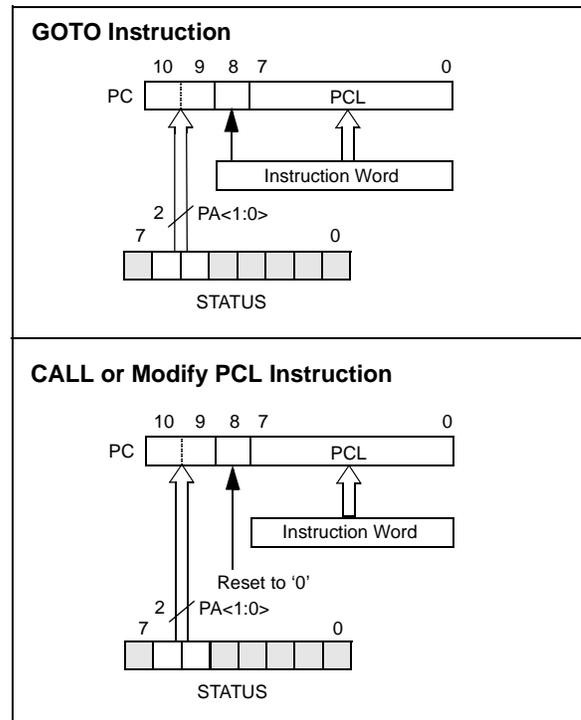 GOTO Instruction
10 9 8 7 0
PC PCL
Instruction Word
2 PA<1:0>
7 0
STATUS
CALL or Modify PCL Instruction
10 9 8 7 0
PC PCL
Instruction Word
Reset to ‘0’
2 PA<1:0>
7 0
STATUS